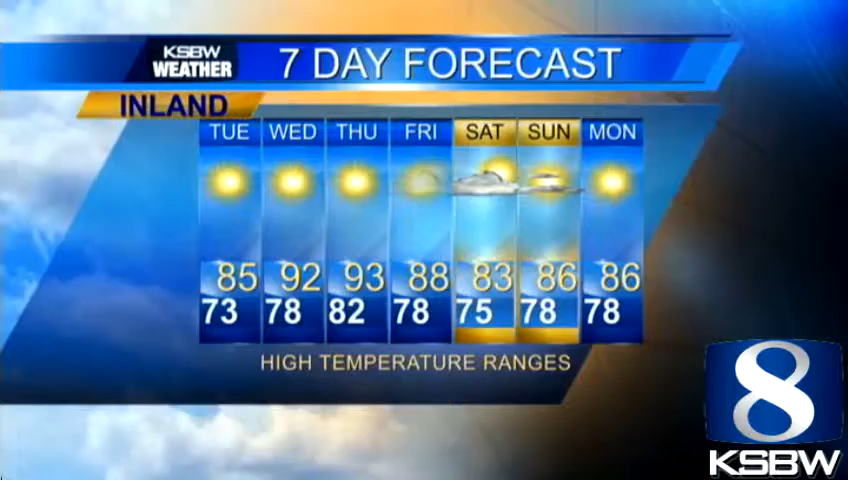 KSBW
WEATHER
7 DAY FORECAST
INLAND
TUE WED THU FRI SAT SUN MON
85 92 93 88 83 86 86
73 78 82 78 75 78 78
HIGH TEMPERATURE RANGES
8
KSBW